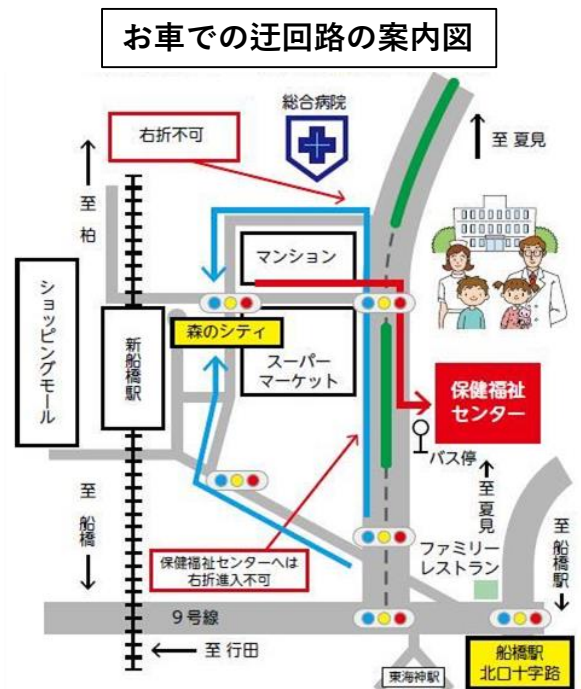 お車での迂回路の案内図
総合病院
右折不可
至 夏見
至 柏
マンション
ショッピングモール
新船橋駅
森のシティ
スーパー
マーケット
保健福祉
センター
バス停
至 夏見
至 船橋
至 船橋駅
保健福祉センターへは
右折進入不可
ファミリー
レストラン
9号線
至 行田
東海神駅
船橋駅
北口十字路